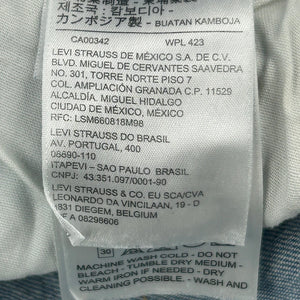 제조국: 캄보디아 -
カンボジア製 - BUATAN KAMBOJA
CA00342 WPL 423
LEVI STRAUSS DE MÉXICO S.A. DE C.V.
BLVD. MIGUEL DE CERVANTES SAAVEDRA
NO. 301, TORRE NORTE PISO 7
COL. AMPLIACIÓN GRANADA C.P. 11529
ALCALDÍA. MIGUEL HIDALGO
CIUDAD DE MÉXICO, MÉXICO
RFC: LSM660818M98
LEVI STRAUSS DO BRASIL
AV. PORTUGAL, 400
06690-110
ITAPEVI – SAO PAULO BRASIL
CNPJ: 43.351.097/0001-90
LEVI STRAUSS & CO. EU SCA/CVA
LEONARDO DA VINCILAAN, 19 - D
1831 DIEGEM, BELGIUM
# A 08298606
30
MACHINE WASH COLD - DO NOT
BLEACH - TUMBLE DRY MEDIUM -
WARM IRON IF NEEDED - DRY